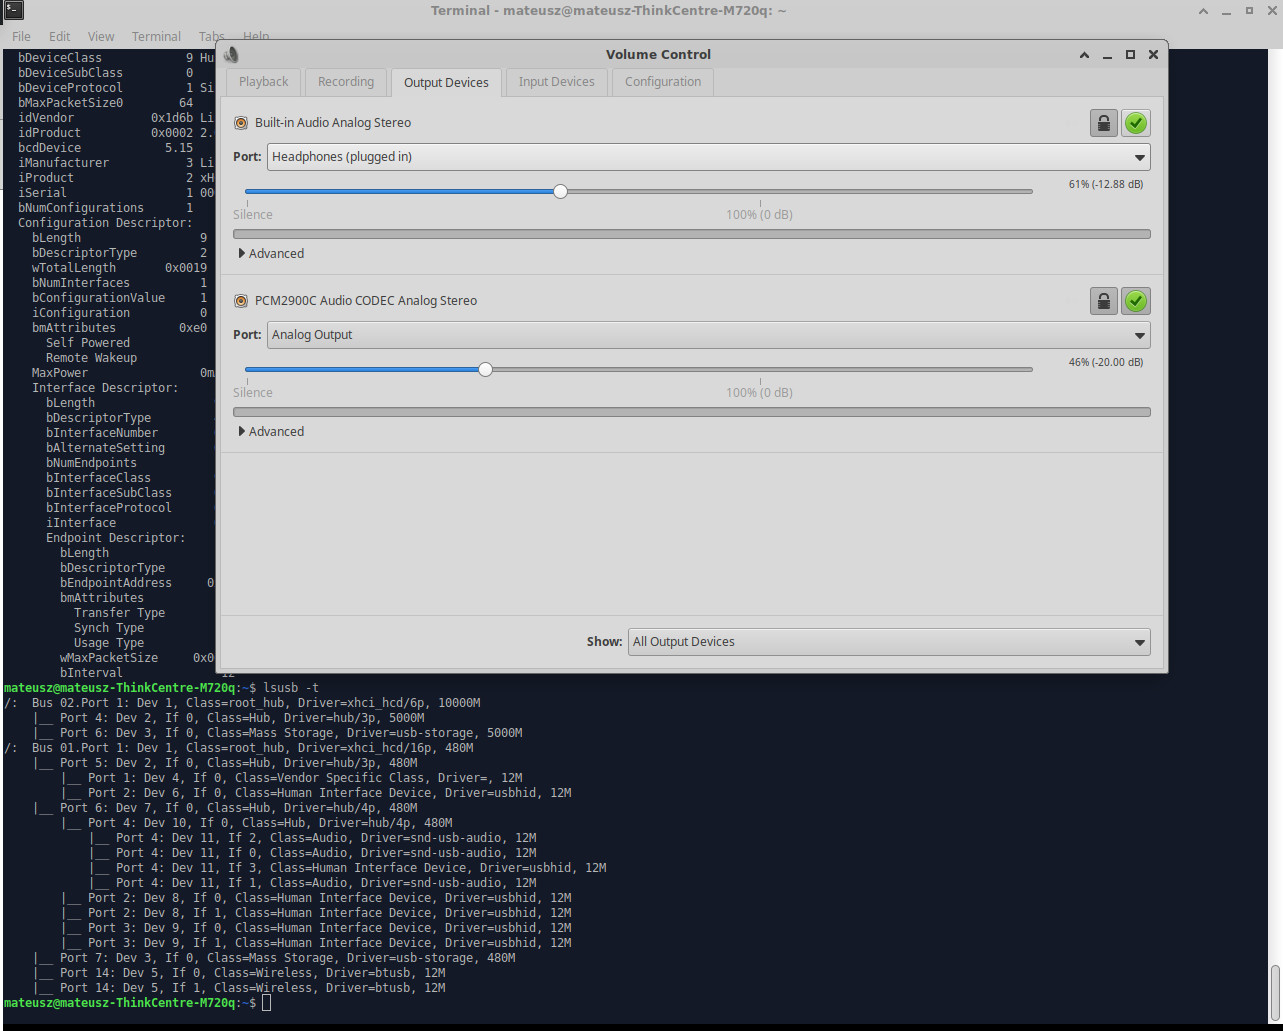 Terminal - mateusz@mateusz-ThinkCentre-M720q: ~
File Edit View Terminal Tabs Help
bDeviceClass 9 Hu
bDeviceSubClass 0
bDeviceProtocol 1 Si
bMaxPacketSize0 64
idVendor 0x1d6b Li
idProduct 0x0002 2.
bcdDevice 5.15
iManufacturer 3 Li
iProduct 2 xH
iSerial 1 00
bNumConfigurations 1
Configuration Descriptor:
bLength 9
bDescriptorType 2
wTotalLength 0x0019
bNumInterfaces 1
bConfigurationValue 1
iConfiguration 0
bmAttributes 0xe0
Self Powered
Remote Wakeup
MaxPower 0m
Interface Descriptor:
bLength
bDescriptorType
bInterfaceNumber
bAlternateSetting
bNumEndpoints
bInterfaceClass
bInterfaceSubClass
bInterfaceProtocol
iInterface
Endpoint Descriptor:
bLength
bDescriptorType
bEndpointAddress 0
bmAttributes
Transfer Type
Synch Type
Usage Type
wMaxPacketSize 0x0
bInterval 12
Volume Control
Playback Recording Output Devices Input Devices Configuration
Built-in Audio Analog Stereo
Port: Headphones (plugged in)
61% (-12.88 dB)
Silence 100% (0 dB)
Advanced
PCM2900C Audio CODEC Analog Stereo
Port: Analog Output
46% (-20.00 dB)
Silence 100% (0 dB)
Advanced
Show: All Output Devices
mateusz@mateusz-ThinkCentre-M720q:~$ lsusb -t
/:  Bus 02.Port 1: Dev 1, Class=root_hub, Driver=xhci_hcd/6p, 10000M
    |__ Port 4: Dev 2, If 0, Class=Hub, Driver=hub/3p, 5000M
    |__ Port 6: Dev 3, If 0, Class=Mass Storage, Driver=usb-storage, 5000M
/:  Bus 01.Port 1: Dev 1, Class=root_hub, Driver=xhci_hcd/16p, 480M
    |__ Port 5: Dev 2, If 0, Class=Hub, Driver=hub/3p, 480M
        |__ Port 1: Dev 4, If 0, Class=Vendor Specific Class, Driver=, 12M
        |__ Port 2: Dev 6, If 0, Class=Human Interface Device, Driver=usbhid, 12M
    |__ Port 6: Dev 7, If 0, Class=Hub, Driver=hub/4p, 480M
        |__ Port 4: Dev 10, If 0, Class=Hub, Driver=hub/4p, 480M
            |__ Port 4: Dev 11, If 2, Class=Audio, Driver=snd-usb-audio, 12M
            |__ Port 4: Dev 11, If 0, Class=Audio, Driver=snd-usb-audio, 12M
            |__ Port 4: Dev 11, If 3, Class=Human Interface Device, Driver=usbhid, 12M
            |__ Port 4: Dev 11, If 1, Class=Audio, Driver=snd-usb-audio, 12M
        |__ Port 2: Dev 8, If 0, Class=Human Interface Device, Driver=usbhid, 12M
        |__ Port 2: Dev 8, If 1, Class=Human Interface Device, Driver=usbhid, 12M
        |__ Port 3: Dev 9, If 0, Class=Human Interface Device, Driver=usbhid, 12M
        |__ Port 3: Dev 9, If 1, Class=Human Interface Device, Driver=usbhid, 12M
    |__ Port 7: Dev 3, If 0, Class=Mass Storage, Driver=usb-storage, 480M
    |__ Port 14: Dev 5, If 0, Class=Wireless, Driver=btusb, 12M
    |__ Port 14: Dev 5, If 1, Class=Wireless, Driver=btusb, 12M
mateusz@mateusz-ThinkCentre-M720q:~$